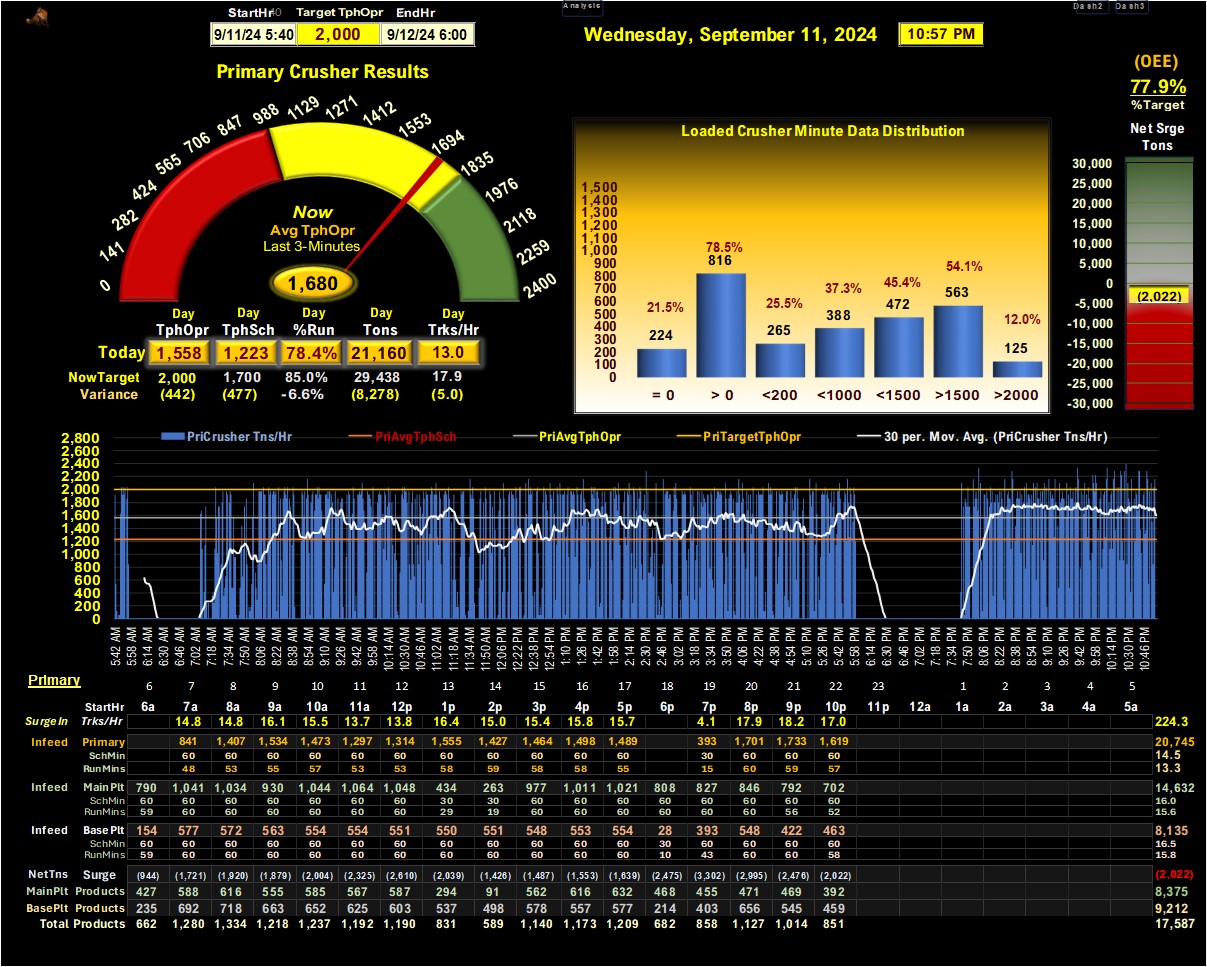 Analysis
Dash2 Dash3
StartHr Target TphOpr EndHr
9/11/24 5:40 2,000 9/12/24 6:00
Wednesday, September 11, 2024 10:57 PM
(OEE)
77.9%
%Target
Net Srge
Tons
30,000
25,000
20,000
15,000
10,000
5,000
0
(2,022)
-5,000
-10,000
-15,000
-20,000
-25,000
-30,000
Primary Crusher Results
0 141 282 424 565 706 847 988 1129 1271 1412 1553 1694 1835 1976 2118 2259 2400
Now
Avg TphOpr
Last 3-Minutes
1,680
Day Day Day Day Day
TphOpr TphSch %Run Tons Trks/Hr
Today 1,558 1,223 78.4% 21,160 13.0
NowTarget 2,000 1,700 85.0% 29,438 17.9
Variance (442) (477) -6.6% (8,278) (5.0)
Loaded Crusher Minute Data Distribution
1,500
1,400
1,300
1,200
1,100
1,000
900
800
700
600
500
400
300
200
100
0
21.5% 78.5% 25.5% 37.3% 45.4% 54.1% 12.0%
224 816 265 388 472 563 125
= 0 > 0 <200 <1000 <1500 >1500 >2000
PriCrusher Tns/Hr PriAvgTphSch PriAvgTphOpr PriTargetTphOpr 30 per. Mov. Avg. (PriCrusher Tns/Hr)
2,800
2,600
2,400
2,200
2,000
1,800
1,600
1,400
1,200
1,000
800
600
400
200
0
5:42 AM 5:58 AM 6:14 AM 6:30 AM 6:46 AM 7:02 AM 7:18 AM 7:34 AM 7:50 AM 8:06 AM 8:22 AM 8:38 AM 8:54 AM 9:10 AM 9:26 AM 9:42 AM 9:58 AM 10:14 AM 10:30 AM 10:46 AM 11:02 AM 11:18 AM 11:34 AM 11:50 AM 12:06 PM 12:22 PM 12:38 PM 12:54 PM 1:10 PM 1:26 PM 1:42 PM 1:58 PM 2:14 PM 2:30 PM 2:46 PM 3:02 PM 3:18 PM 3:34 PM 3:50 PM 4:06 PM 4:22 PM 4:38 PM 4:54 PM 5:10 PM 5:26 PM 5:42 PM 5:58 PM 6:14 PM 6:30 PM 6:46 PM 7:02 PM 7:18 PM 7:34 PM 7:50 PM 8:06 PM 8:22 PM 8:38 PM 8:54 PM 9:10 PM 9:26 PM 9:42 PM 9:58 PM 10:14 PM 10:30 PM 10:46 PM
Primary
6 7 8 9 10 11 12 13 14 15 16 17 18 19 20 21 22 23 1 2 3 4 5
StartHr 6a 7a 8a 9a 10a 11a 12p 1p 2p 3p 4p 5p 6p 7p 8p 9p 10p 11p 12a 1a 2a 3a 4a 5a
SurgeIn Trks/Hr 14.8 14.8 16.1 15.5 13.7 13.8 16.4 15.0 15.4 15.8 15.7 4.1 17.9 18.2 17.0 224.3
Infeed Primary 841 1,407 1,534 1,473 1,297 1,314 1,555 1,427 1,464 1,498 1,489 393 1,701 1,733 1,619 20,745
SchMin 60 60 60 60 60 60 60 60 60 60 60 30 60 60 60 14.5
RunMins 48 53 55 57 53 53 58 59 58 58 55 15 60 59 57 13.3
Infeed MainPlt 790 1,041 1,034 930 1,044 1,064 1,048 434 263 977 1,011 1,021 808 827 846 792 702 14,632
SchMin 60 60 60 60 60 60 60 30 30 60 60 60 60 60 60 60 60 16.0
RunMins 59 60 60 60 60 60 60 29 19 60 60 60 60 60 60 56 52 15.6
Infeed BasePlt 154 577 572 563 554 554 551 550 551 548 553 554 28 393 548 422 463 8,135
SchMin 60 60 60 60 60 60 60 60 60 60 60 60 30 60 60 60 60 16.5
RunMins 59 60 60 60 60 60 60 60 60 60 60 60 10 43 60 60 58 15.8
NetTns Surge (944) (1,721) (1,920) (1,879) (2,004) (2,325) (2,610) (2,039) (1,426) (1,487) (1,553) (1,639) (2,475) (3,302) (2,995) (2,476) (2,022) (2,022)
MainPlt Products 427 588 616 555 585 567 587 294 91 562 616 632 468 455 471 469 392 8,375
BasePlt Products 235 692 718 663 652 625 603 537 498 578 557 577 214 403 656 545 459 9,212
Total Products 662 1,280 1,334 1,218 1,237 1,192 1,190 831 589 1,140 1,173 1,209 682 858 1,127 1,014 851 17,587